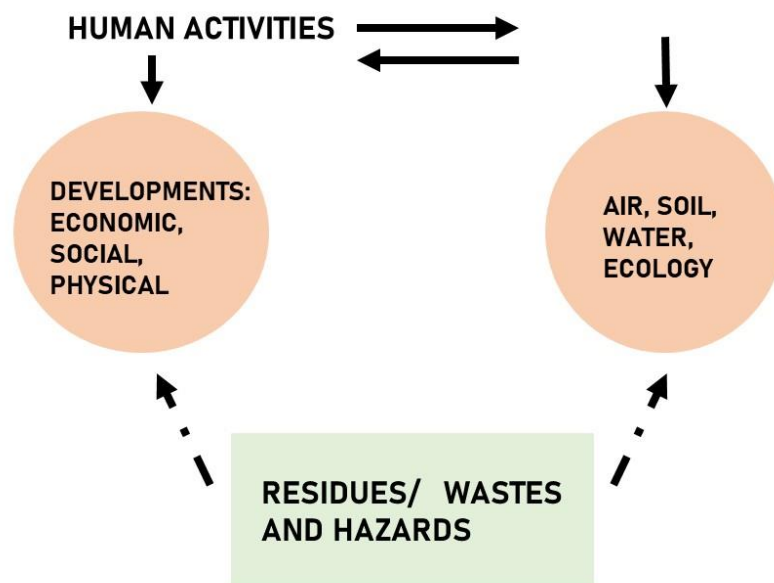 HUMAN ACTIVITIES
DEVELOPMENTS:
ECONOMIC,
SOCIAL,
PHYSICAL
AIR, SOIL,
WATER,
ECOLOGY
RESIDUES/ WASTES
AND HAZARDS